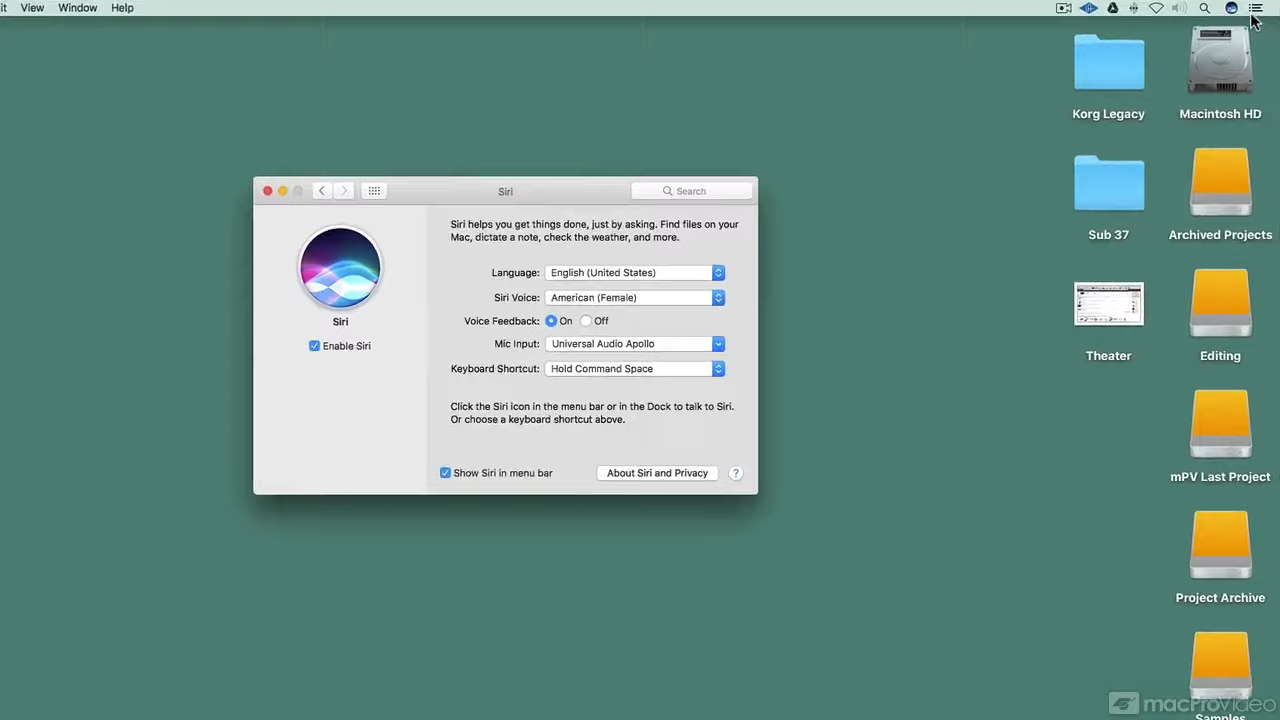 it View Window Help
Siri
Search
Siri helps you get things done, just by asking. Find files on your
Mac, dictate a note, check the weather, and more.
Language: English (United States)
Siri Voice: American (Female)
Voice Feedback: On Off
Mic Input: Universal Audio Apollo
Keyboard Shortcut: Hold Command Space
Siri
Enable Siri
Click the Siri icon in the menu bar or in the Dock to talk to Siri.
Or choose a keyboard shortcut above.
Show Siri in menu bar
About Siri and Privacy
?
Korg Legacy
Macintosh HD
Sub 37
Archived Projects
Theater
Editing
mPV Last Project
Project Archive
Samples
macProVideo